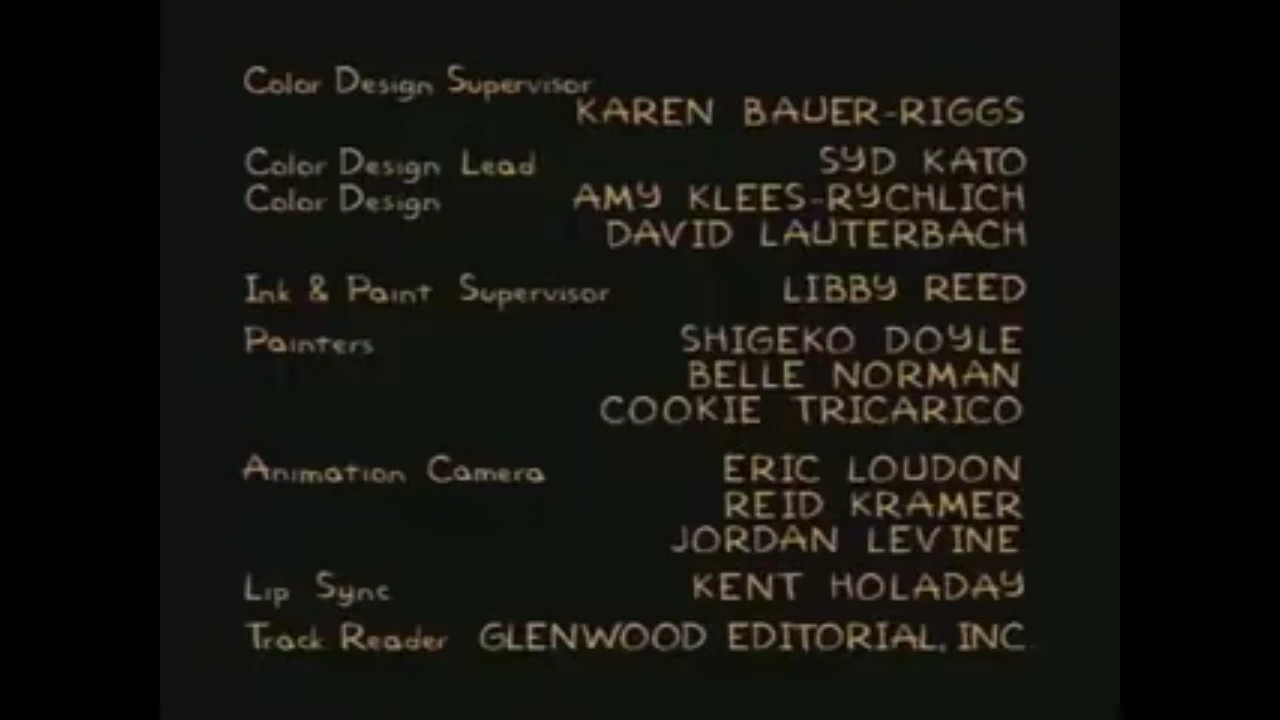 Color Design Supervisor
KAREN BAUER-RIGGS
Color Design Lead SYD KATO
Color Design AMY KLEES-RYCHLICH
DAVID LAUTERBACH
Ink & Paint Supervisor LIBBY REED
Painters SHIGEKO DOYLE
BELLE NORMAN
COOKIE TRICARICO
Animation Camera ERIC LOUDON
REID KRAMER
JORDAN LEVINE
Lip Sync KENT HOLADAY
Track Reader GLENWOOD EDITORIAL, INC.